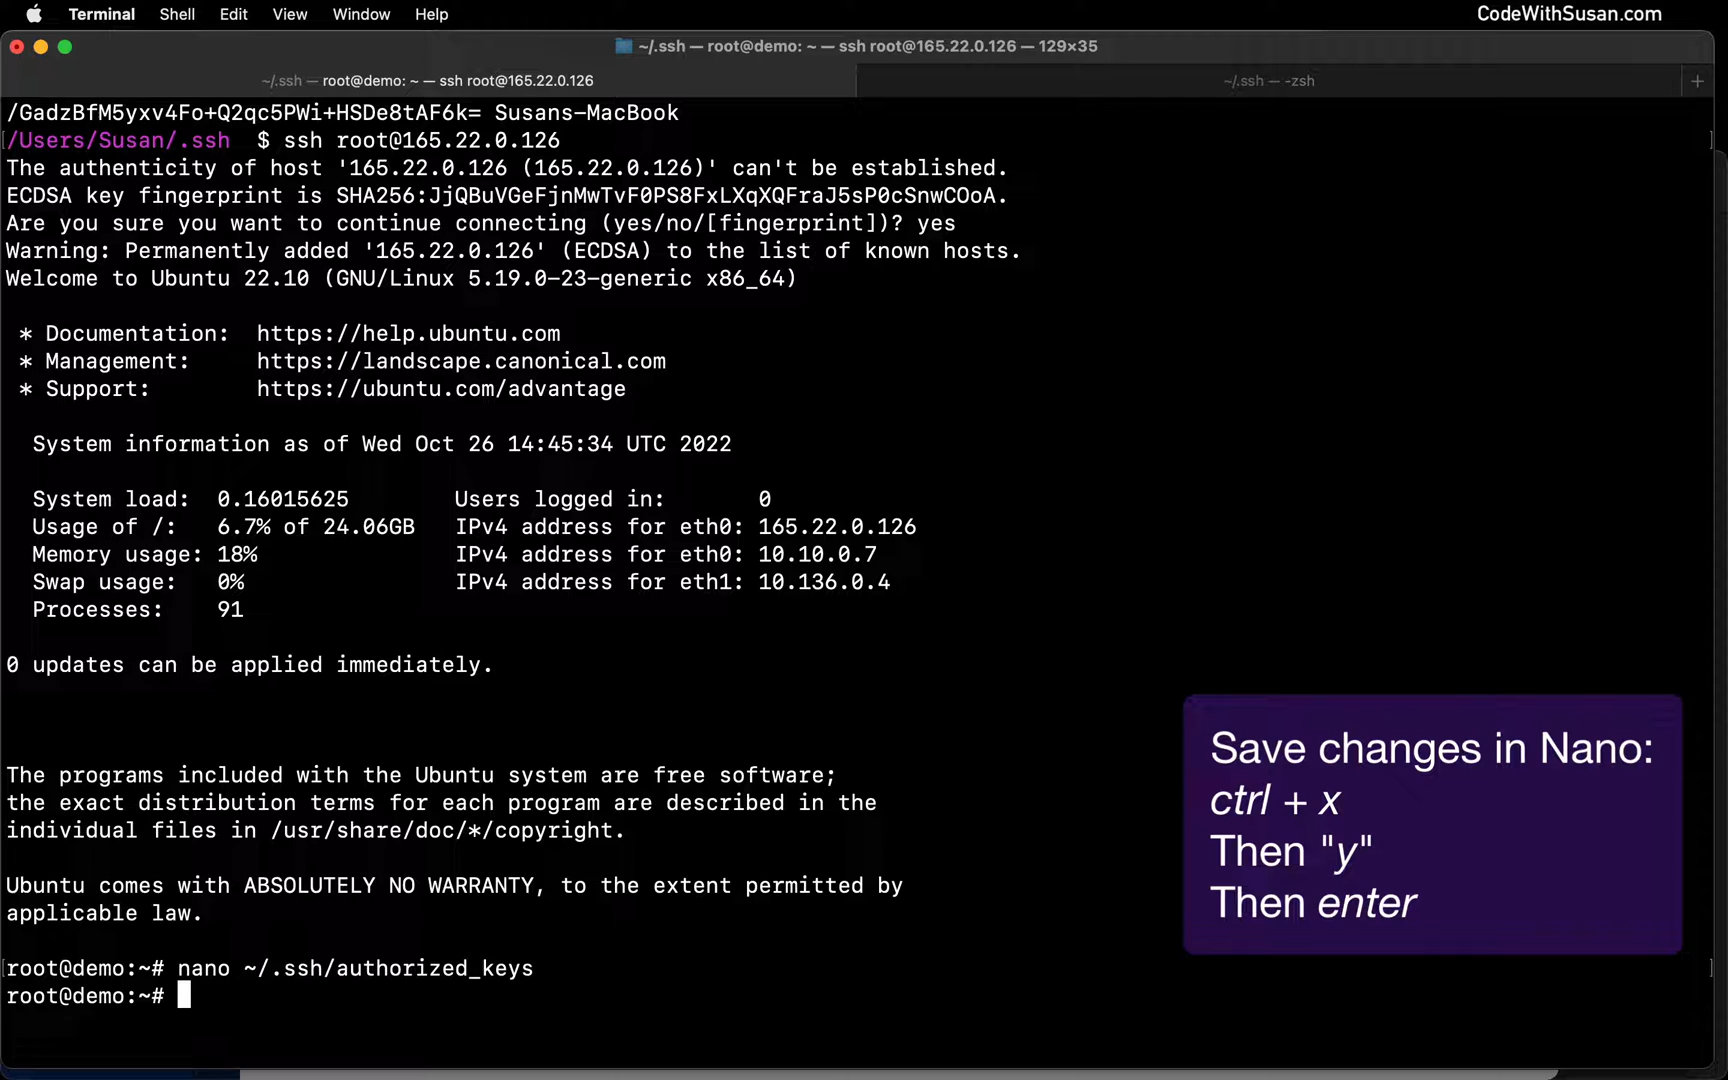 Terminal Shell Edit View Window Help CodeWithSusan.com
~/.ssh — root@demo: ~ — ssh root@165.22.0.126 — 129×35
~/.ssh — root@demo: ~ — ssh root@165.22.0.126 ~/.ssh — -zsh +
/GadzBfM5yxv4Fo+Q2qc5PWi+HSDe8tAF6k= Susans-MacBook
/Users/Susan/.ssh $ ssh root@165.22.0.126
The authenticity of host '165.22.0.126 (165.22.0.126)' can't be established.
ECDSA key fingerprint is SHA256:JjQBuVGeFjnMwTvF0PS8FxLXqXQFraJ5sP0cSnwCOoA.
Are you sure you want to continue connecting (yes/no/[fingerprint])? yes
Warning: Permanently added '165.22.0.126' (ECDSA) to the list of known hosts.
Welcome to Ubuntu 22.10 (GNU/Linux 5.19.0-23-generic x86_64)
* Documentation: https://help.ubuntu.com
* Management: https://landscape.canonical.com
* Support: https://ubuntu.com/advantage
System information as of Wed Oct 26 14:45:34 UTC 2022
System load: 0.16015625 Users logged in: 0
Usage of /: 6.7% of 24.06GB IPv4 address for eth0: 165.22.0.126
Memory usage: 18% IPv4 address for eth0: 10.10.0.7
Swap usage: 0% IPv4 address for eth1: 10.136.0.4
Processes: 91
0 updates can be applied immediately.
The programs included with the Ubuntu system are free software;
the exact distribution terms for each program are described in the
individual files in /usr/share/doc/*/copyright.
Ubuntu comes with ABSOLUTELY NO WARRANTY, to the extent permitted by
applicable law.
root@demo:~# nano ~/.ssh/authorized_keys
root@demo:~#
Save changes in Nano:
ctrl + x
Then "y"
Then enter